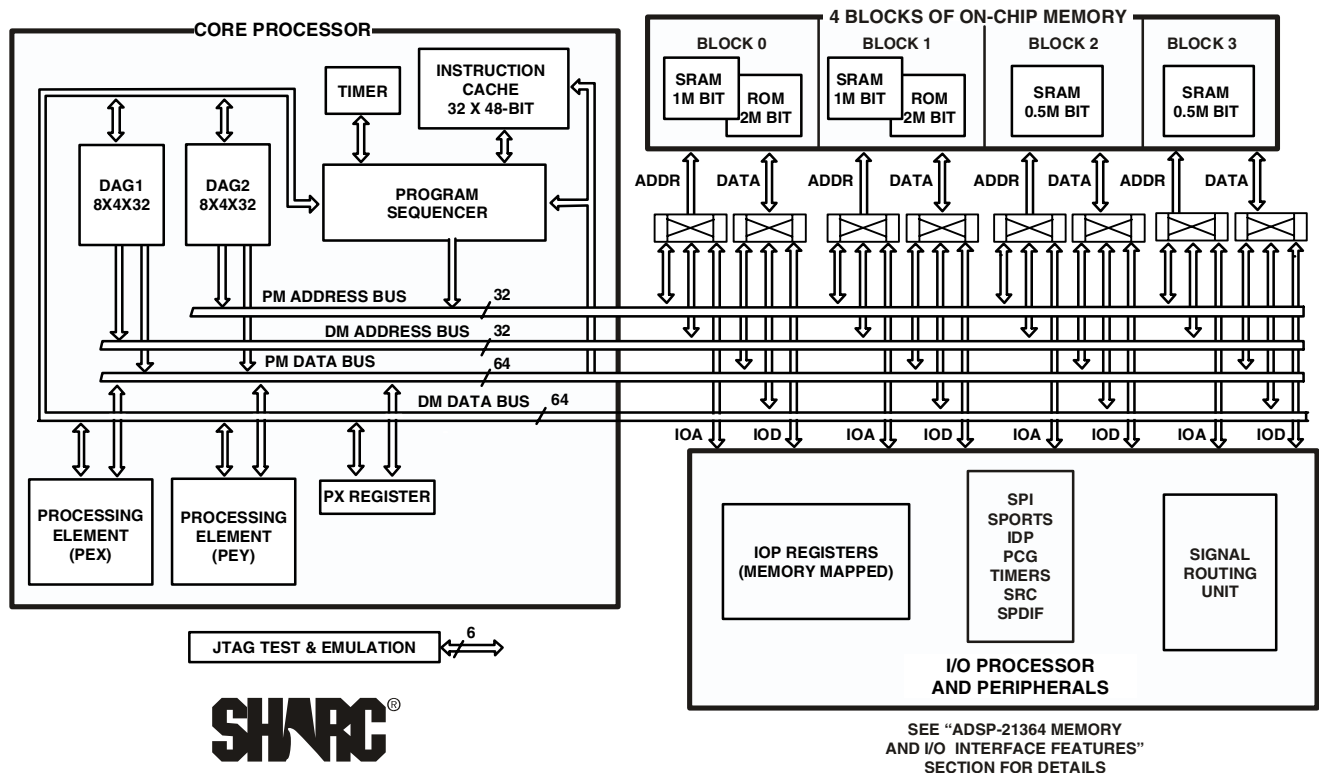 CORE PROCESSOR
TIMER
INSTRUCTION
CACHE
32 X 48-BIT
DAG1
8X4X32
DAG2
8X4X32
PROGRAM
SEQUENCER
PM ADDRESS BUS
32
DM ADDRESS BUS
32
PM DATA BUS
64
DM DATA BUS
64
PROCESSING
ELEMENT
(PEX)
PROCESSING
ELEMENT
(PEY)
PX REGISTER
JTAG TEST & EMULATION
6
SHARC®
4 BLOCKS OF ON-CHIP MEMORY
BLOCK 0
BLOCK 1
BLOCK 2
BLOCK 3
SRAM
1M BIT
ROM
2M BIT
SRAM
1M BIT
ROM
2M BIT
SRAM
0.5M BIT
SRAM
0.5M BIT
ADDR
DATA
ADDR
DATA
ADDR
DATA
ADDR
DATA
IOA
IOD
IOA
IOD
IOA
IOD
IOA
IOD
IOP REGISTERS
(MEMORY MAPPED)
SPI
SPORTS
IDP
PCG
TIMERS
SRC
SPDIF
SIGNAL
ROUTING
UNIT
I/O PROCESSOR
AND PERIPHERALS
SEE “ADSP-21364 MEMORY
AND I/O INTERFACE FEATURES”
SECTION FOR DETAILS